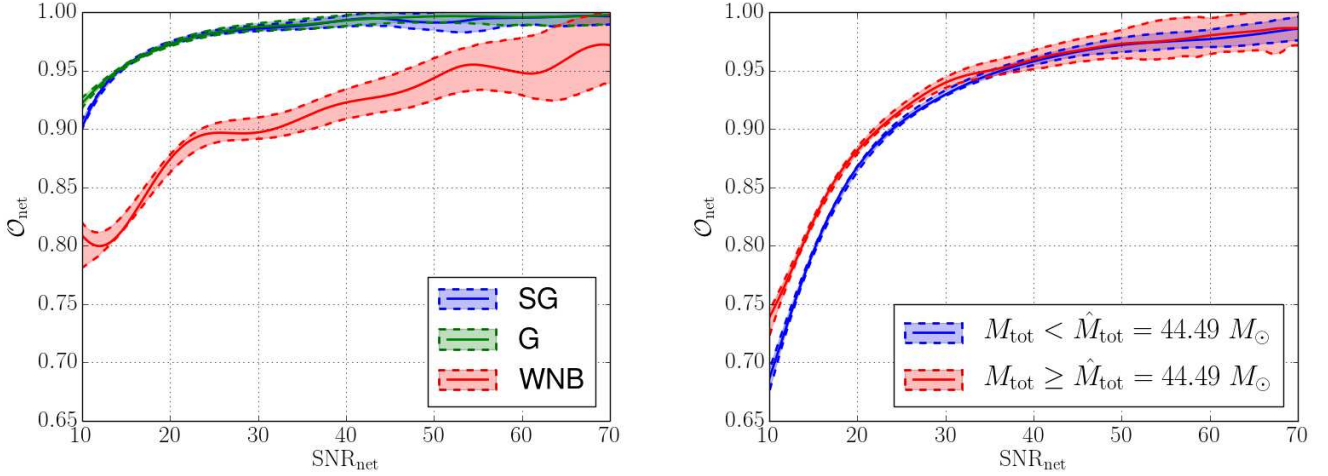 1.00
0.95
0.90
0.85
0.80
0.75
0.70
0.65
𝒪net
10 20 30 40 50 60 70
SNRnet
SG
G
WNB
1.00
0.95
0.90
0.85
0.80
0.75
0.70
0.65
𝒪net
10 20 30 40 50 60 70
SNRnet
Mtot < M̂tot = 44.49 M⊙
Mtot ≥ M̂tot = 44.49 M⊙